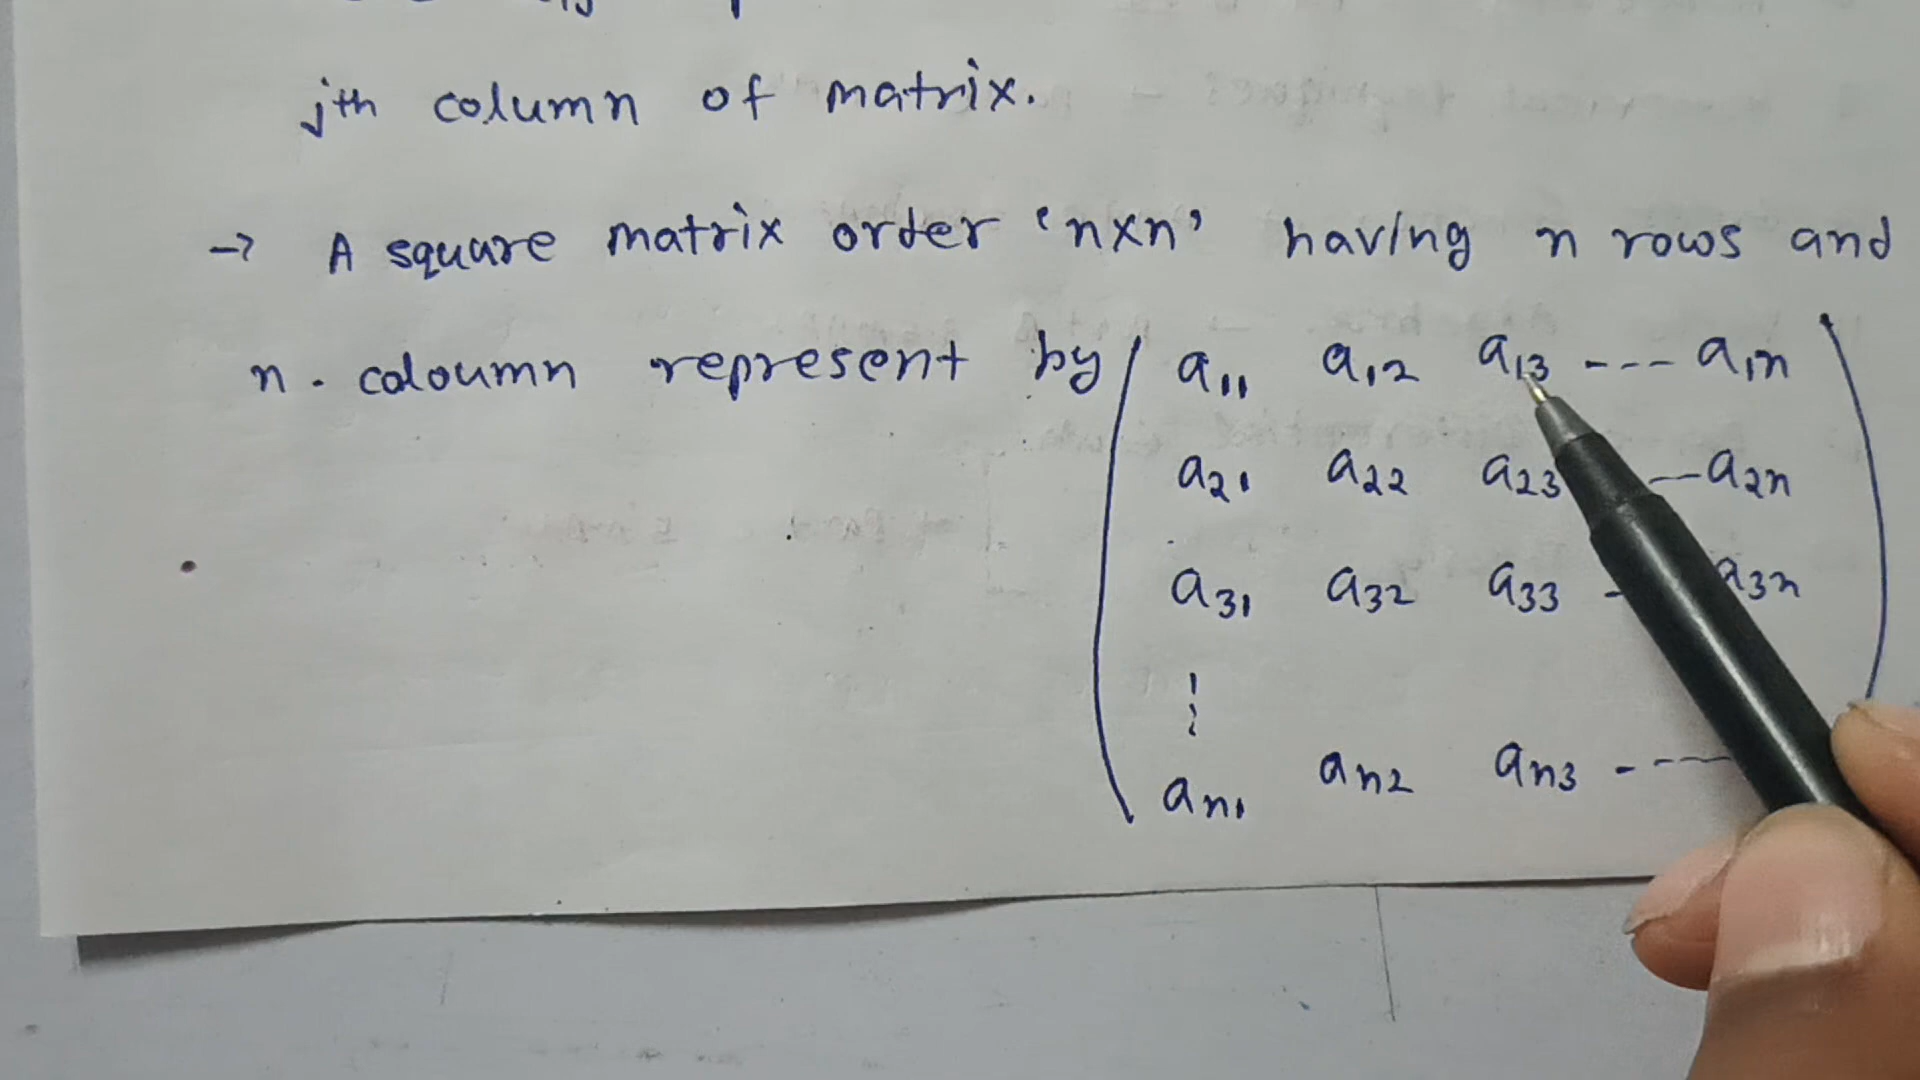 jth column of matrix.
→ A square matrix order 'nxn' having n rows and
n. coloumn represent by
a11 a12 a13 --- a1n
a21 a22 a23 — a2n
a31 a32 a33 - a3n
an1 an2 an3 ----